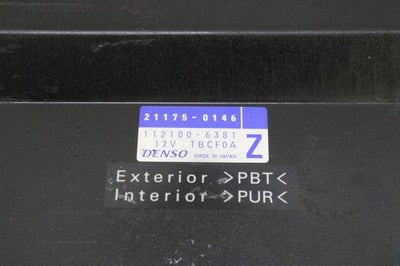 21175-0146
112100-6381
12V TBCF0A
DENSO MADE IN JAPAN Z
Exterior >PBT<
Interior >PUR<